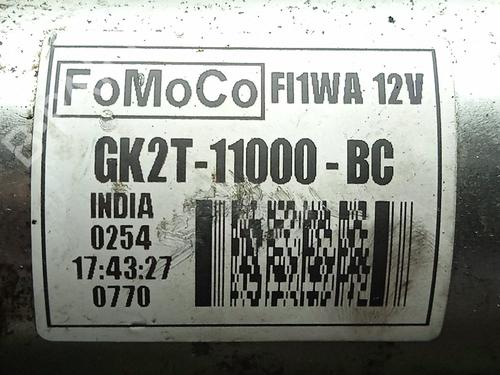 FoMoCo FI1WA 12V
GK2T-11000-BC
INDIA
0254
17:43:27
0770